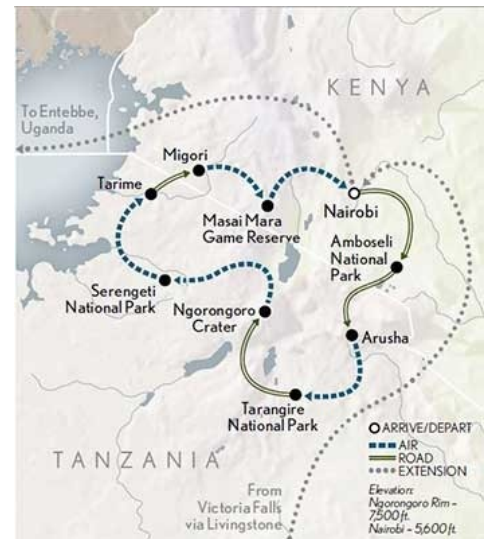 KENYA
To Entebbe,
Uganda
Migori
Tarime
Masai Mara
Game Reserve
Nairobi
Amboseli
National
Park
Serengeti
National Park
Ngorongoro
Crater
Arusha
Tarangire
National Park
TANZANIA
From
Victoria Falls
via Livingstone
ARRIVE/DEPART
AIR
ROAD
EXTENSION
Elevation:
Ngorongoro Rim –
7,500 ft.
Nairobi – 5,600 ft.